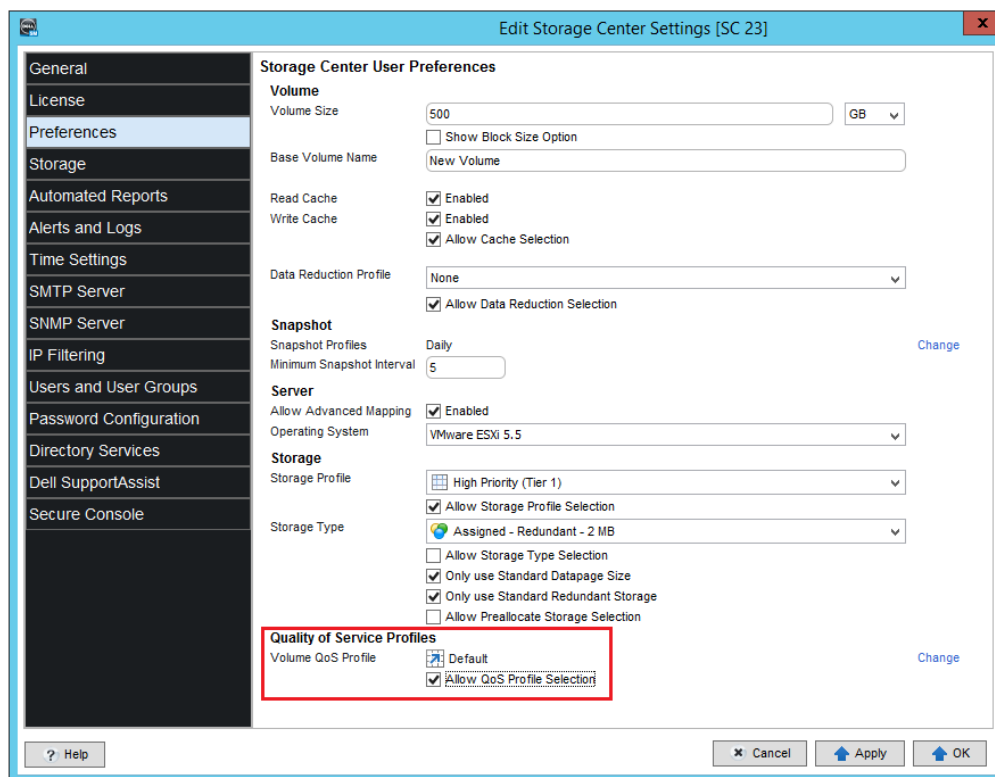 Edit Storage Center Settings [SC 23]
x
General
License
Preferences
Storage
Automated Reports
Alerts and Logs
Time Settings
SMTP Server
SNMP Server
IP Filtering
Users and User Groups
Password Configuration
Directory Services
Dell SupportAssist
Secure Console
Storage Center User Preferences
Volume
Volume Size 500 GB
Show Block Size Option
Base Volume Name New Volume
Read Cache Enabled
Write Cache Enabled
Allow Cache Selection
Data Reduction Profile None
Allow Data Reduction Selection
Snapshot
Snapshot Profiles Daily Change
Minimum Snapshot Interval 5
Server
Allow Advanced Mapping Enabled
Operating System VMware ESXi 5.5
Storage
Storage Profile High Priority (Tier 1)
Allow Storage Profile Selection
Storage Type Assigned - Redundant - 2 MB
Allow Storage Type Selection
Only use Standard Datapage Size
Only use Standard Redundant Storage
Allow Preallocate Storage Selection
Quality of Service Profiles
Volume QoS Profile Default Change
Allow QoS Profile Selection
? Help Cancel Apply OK